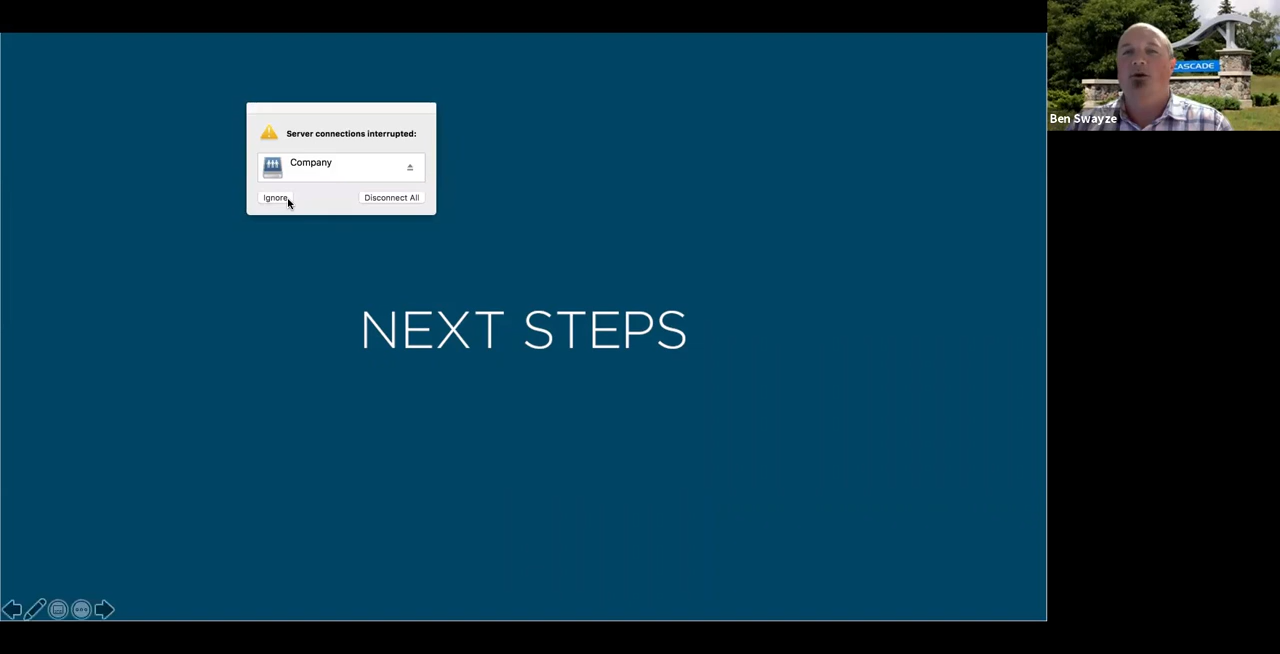 Server connections interrupted:
Company
Ignore
Disconnect All
NEXT STEPS
CASCADE
Ben Swayze